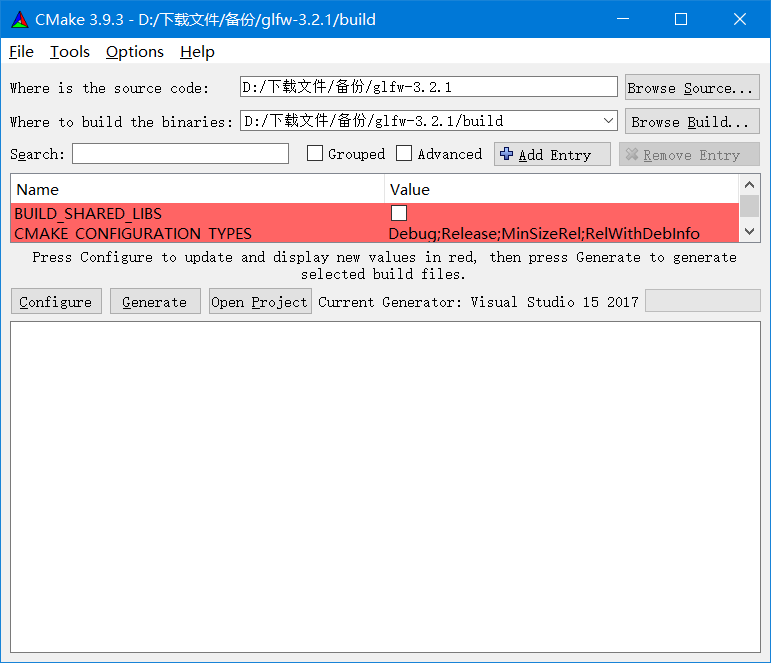 CMake 3.9.3 - D:/下载文件/备份/glfw-3.2.1/build
File Tools Options Help
Where is the source code: D:/下载文件/备份/glfw-3.2.1 Browse Source...
Where to build the binaries: D:/下载文件/备份/glfw-3.2.1/build Browse Build...
Search: Grouped Advanced Add Entry Remove Entry
Name Value
BUILD_SHARED_LIBS
CMAKE_CONFIGURATION_TYPES Debug;Release;MinSizeRel;RelWithDebInfo
Press Configure to update and display new values in red, then press Generate to generate
selected build files.
Configure Generate Open Project Current Generator: Visual Studio 15 2017